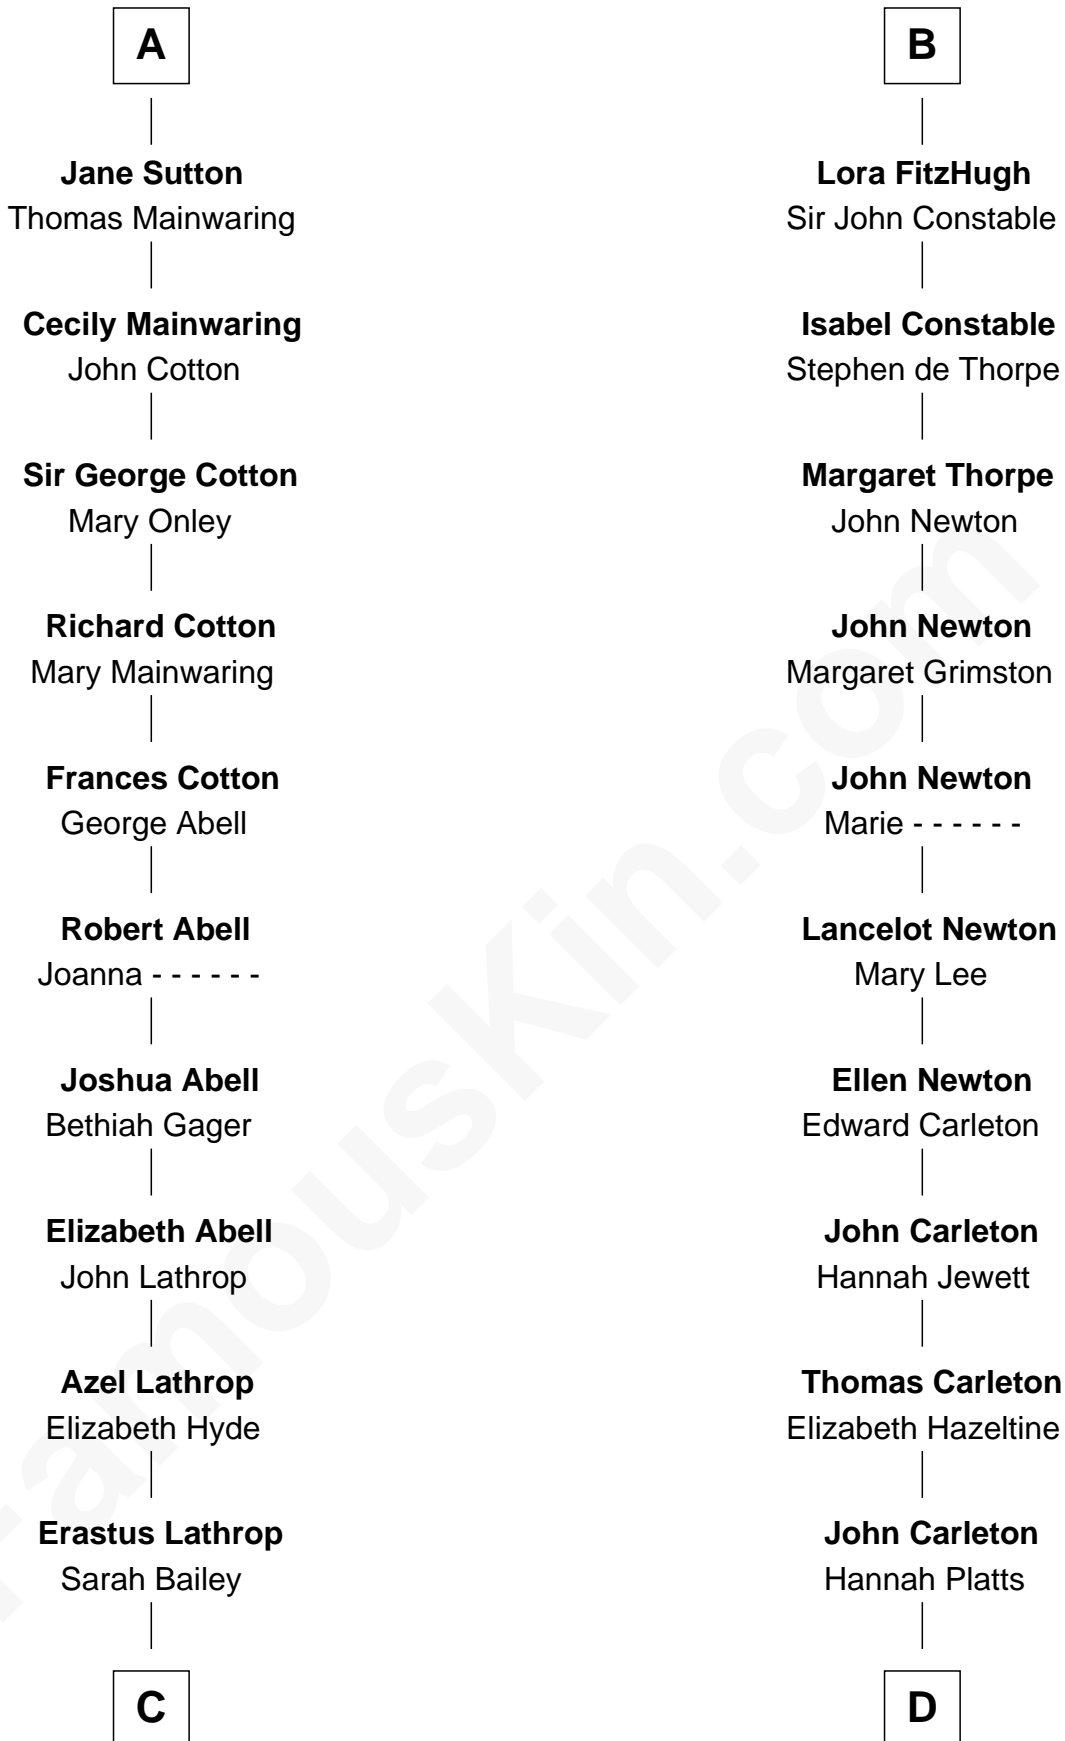 A
Jane Sutton
Thomas Mainwaring
Cecily Mainwaring
John Cotton
Sir George Cotton
Mary Onley
Richard Cotton
Mary Mainwaring
Frances Cotton
George Abell
Robert Abell
Joanna - - - - - -
Joshua Abell
Bethiah Gager
Elizabeth Abell
John Lathrop
Azel Lathrop
Elizabeth Hyde
Erastus Lathrop
Sarah Bailey
C
B
Lora FitzHugh
Sir John Constable
Isabel Constable
Stephen de Thorpe
Margaret Thorpe
John Newton
John Newton
Margaret Grimston
John Newton
Marie - - - - - -
Lancelot Newton
Mary Lee
Ellen Newton
Edward Carleton
John Carleton
Hannah Jewett
Thomas Carleton
Elizabeth Hazeltine
John Carleton
Hannah Platts
D
FamousKin.com